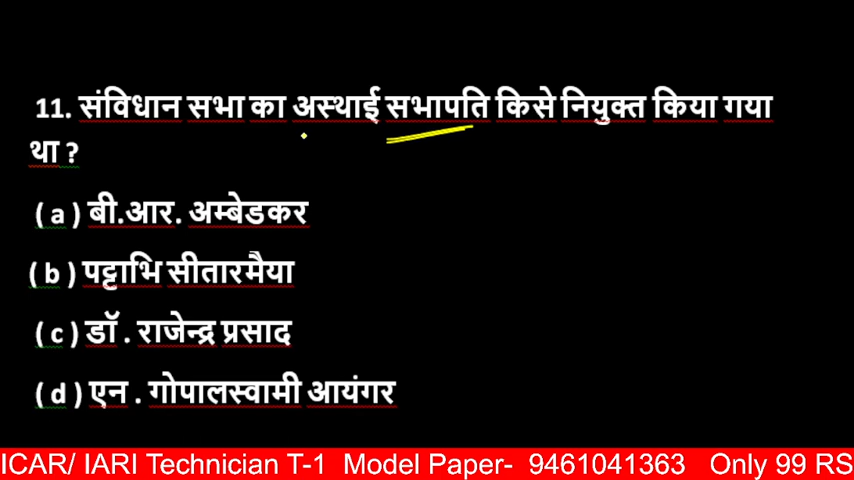 11. संविधान सभा का अस्थाई सभापति किसे नियुक्त किया गया
था ?
( a ) बी.आर. अम्बेडकर
( b ) पट्टाभि सीतारमैया
( c ) डॉ . राजेन्द्र प्रसाद
( d ) एन . गोपालस्वामी आयंगर
ICAR/ IARI Technician T-1 Model Paper- 9461041363 Only 99 RS